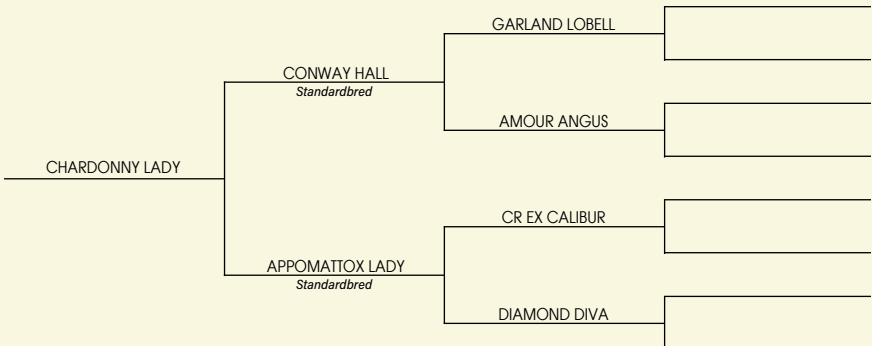 GARLAND LOBELL
CONWAY HALL
Standardbred
AMOUR ANGUS
CHARDONNY LADY
CR EX CALIBUR
APPOMATTOX LADY
Standardbred
DIAMOND DIVA